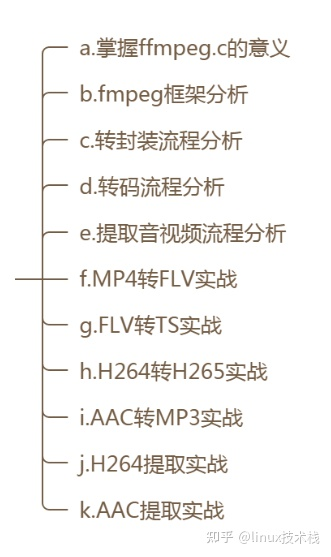 a.掌握ffmpeg.c的意义
b.fmpeg框架分析
c.转封装流程分析
d.转码流程分析
e.提取音视频流程分析
f.MP4转FLV实战
g.FLV转TS实战
h.H264转H265实战
i.AAC转MP3实战
j.H264提取实战
k.AAC提取实战
知乎 @linux技术栈